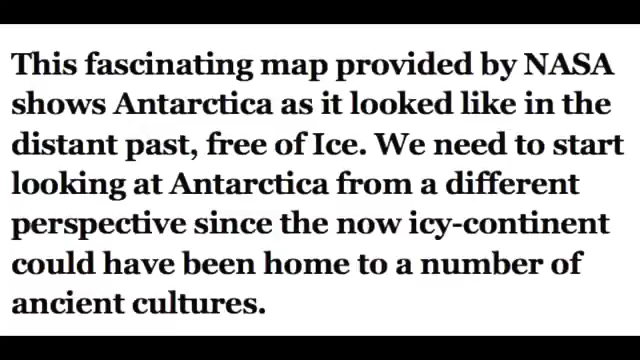 This fascinating map provided by NASA
shows Antarctica as it looked like in the
distant past, free of Ice. We need to start
looking at Antarctica from a different
perspective since the now icy-continent
could have been home to a number of
ancient cultures.